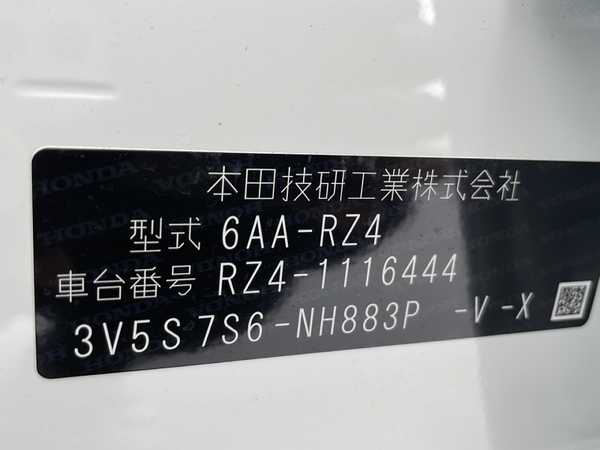 本田技研工業株式会社
型式 6AA-RZ4
車台番号 RZ4-1116444
3V5S7S6-NH883P -V-X